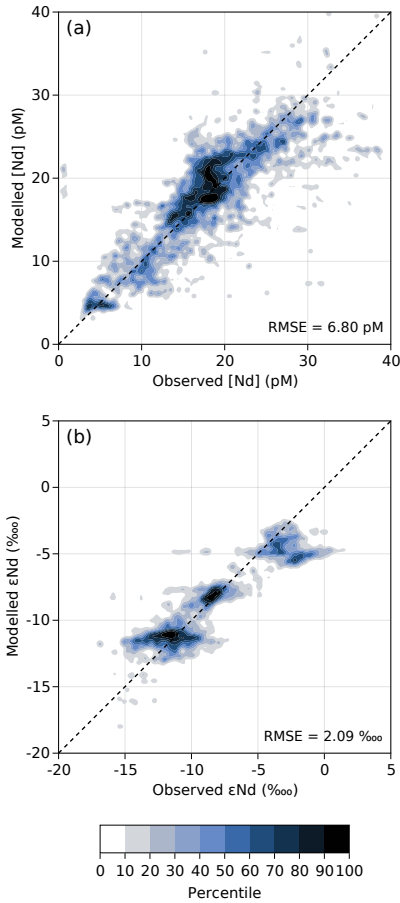 40
(a)
30
20
10
0
Modelled [Nd] (pM)
RMSE = 6.80 pM
0 10 20 30 40
Observed [Nd] (pM)
5
(b)
0
−5
−10
−15
−20
Modelled εNd (‱)
RMSE = 2.09 ‱
−20 −15 −10 −5 0 5
Observed εNd (‱)
0 10 20 30 40 50 60 70 80 90 100
Percentile